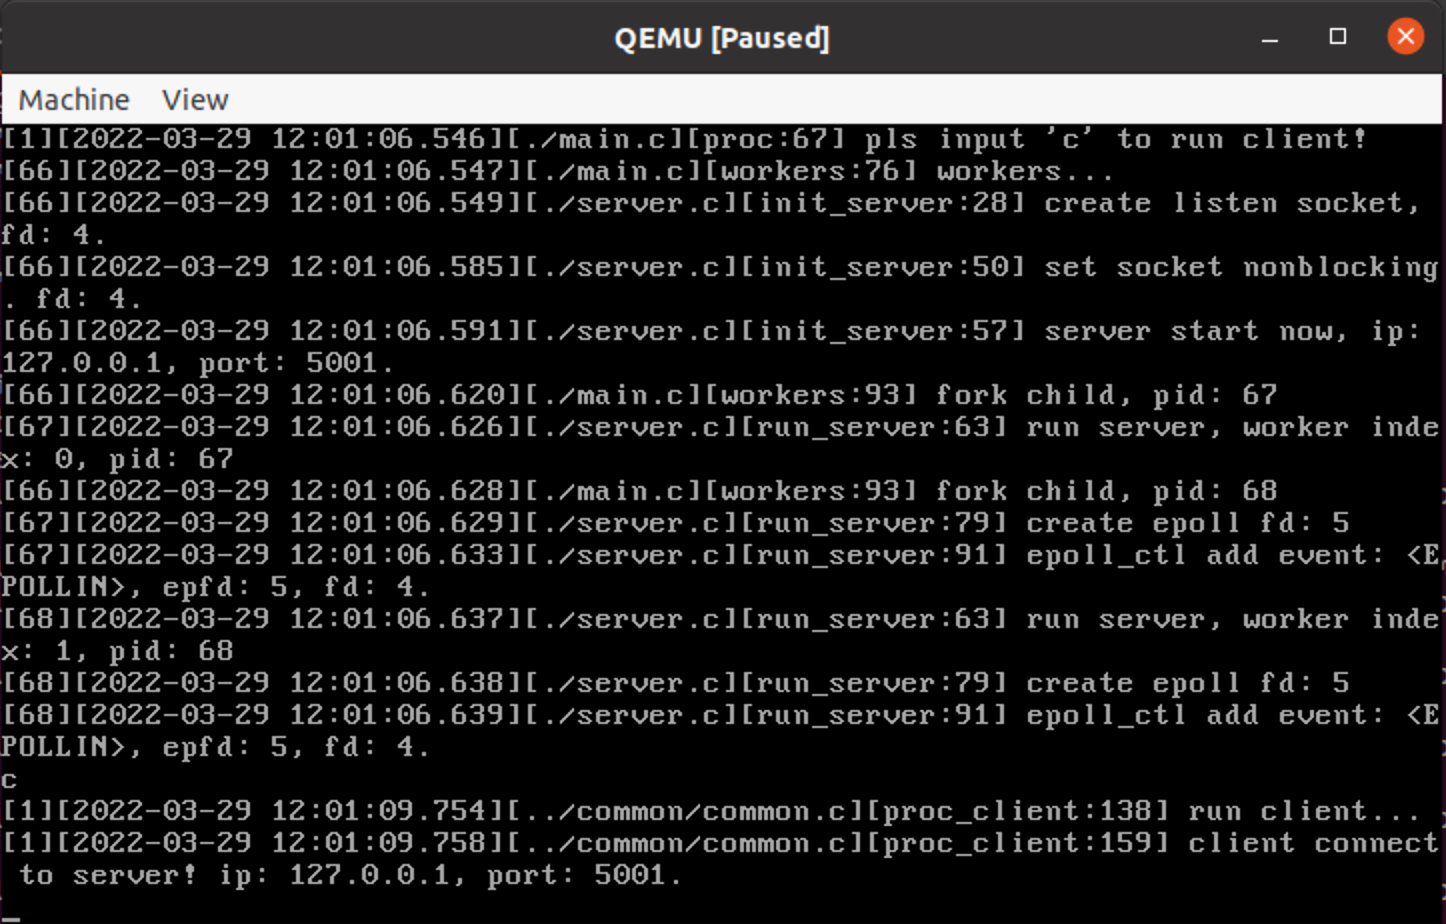 QEMU [Paused]
Machine View
[1][2022-03-29 12:01:06.546][./main.c][proc:67] pls input 'c' to run client!
[66][2022-03-29 12:01:06.547][./main.c][workers:76] workers...
[66][2022-03-29 12:01:06.549][./server.c][init_server:28] create listen socket,
fd: 4.
[66][2022-03-29 12:01:06.585][./server.c][init_server:50] set socket nonblocking
. fd: 4.
[66][2022-03-29 12:01:06.591][./server.c][init_server:57] server start now, ip:
127.0.0.1, port: 5001.
[66][2022-03-29 12:01:06.620][./main.c][workers:93] fork child, pid: 67
[67][2022-03-29 12:01:06.626][./server.c][run_server:63] run server, worker inde
x: 0, pid: 67
[66][2022-03-29 12:01:06.628][./main.c][workers:93] fork child, pid: 68
[67][2022-03-29 12:01:06.629][./server.c][run_server:79] create epoll fd: 5
[67][2022-03-29 12:01:06.633][./server.c][run_server:91] epoll_ctl add event: <E
POLLIN>, epfd: 5, fd: 4.
[68][2022-03-29 12:01:06.637][./server.c][run_server:63] run server, worker inde
x: 1, pid: 68
[68][2022-03-29 12:01:06.638][./server.c][run_server:79] create epoll fd: 5
[68][2022-03-29 12:01:06.639][./server.c][run_server:91] epoll_ctl add event: <E
POLLIN>, epfd: 5, fd: 4.
c
[1][2022-03-29 12:01:09.754][../common/common.c][proc_client:138] run client...
[1][2022-03-29 12:01:09.758][../common/common.c][proc_client:159] client connect
 to server! ip: 127.0.0.1, port: 5001.